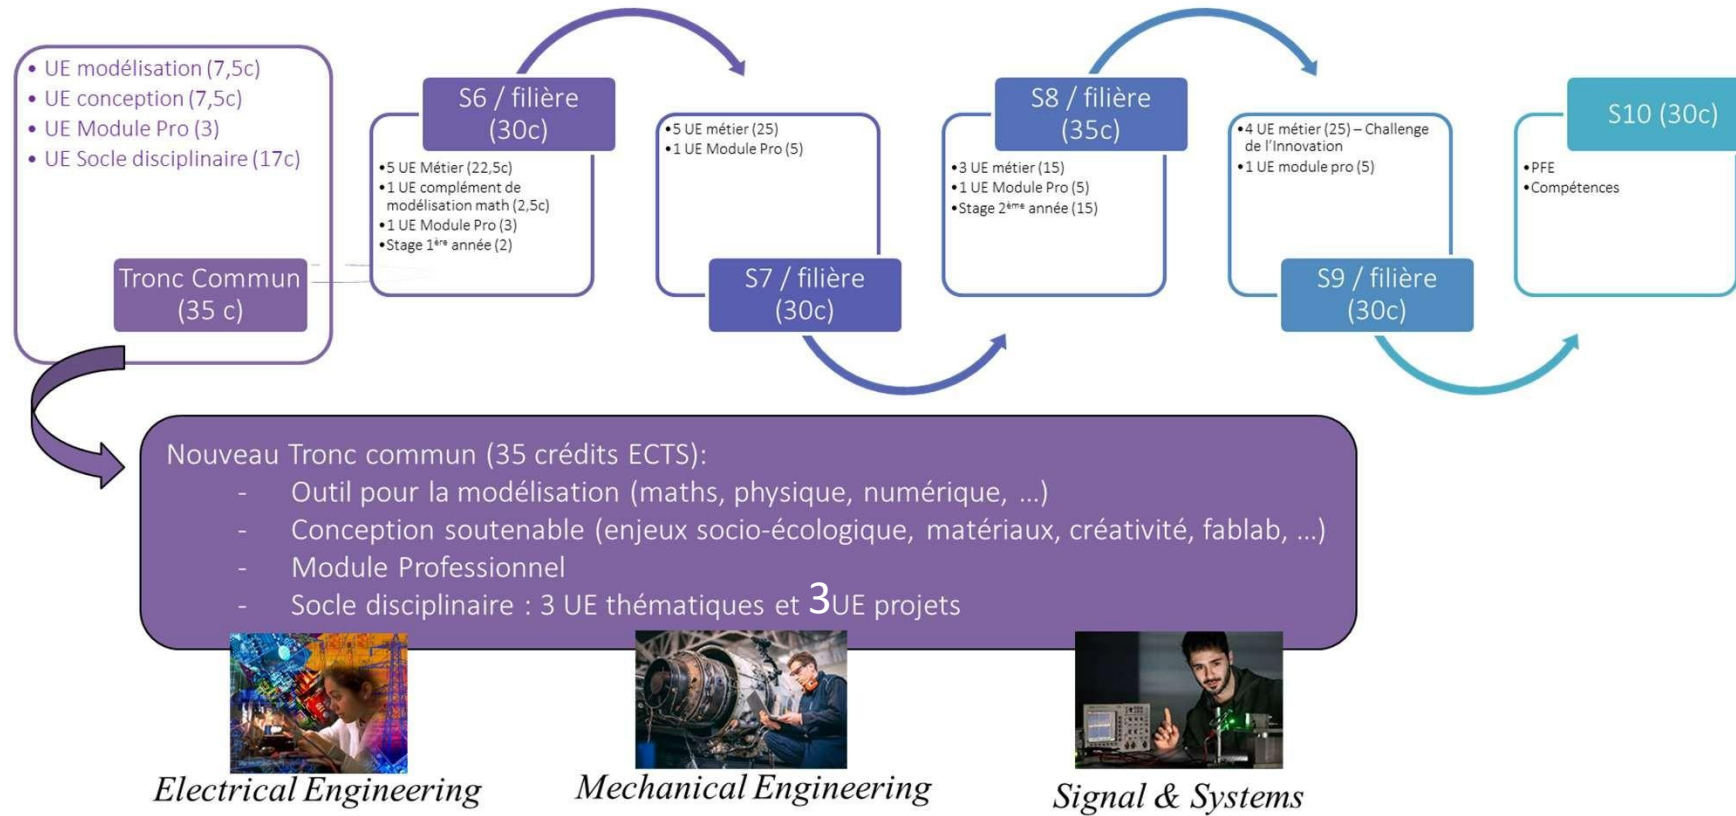 • UE modélisation (7,5c)
• UE conception (7,5c)
• UE Module Pro (3)
• UE Socle disciplinaire (17c)
Tronc Commun
(35 c)
S6 / filière
(30c)
•5 UE Métier (22,5c)
•1 UE complément de
modélisation math (2,5c)
•1 UE Module Pro (3)
•Stage 1ère année (2)
•5 UE métier (25)
•1 UE Module Pro (5)
S7 / filière
(30c)
S8 / filière
(35c)
•3 UE métier (15)
•1 UE Module Pro (5)
•Stage 2ème année (15)
•4 UE métier (25) – Challenge
de l'Innovation
•1 UE module pro (5)
S9 / filière
(30c)
S10 (30c)
•PFE
•Compétences
Nouveau Tronc commun (35 crédits ECTS):
- Outil pour la modélisation (maths, physique, numérique, …)
- Conception soutenable (enjeux socio-écologique, matériaux, créativité, fablab, …)
- Module Professionnel
- Socle disciplinaire : 3 UE thématiques et 3UE projets
Electrical Engineering
Mechanical Engineering
Signal & Systems